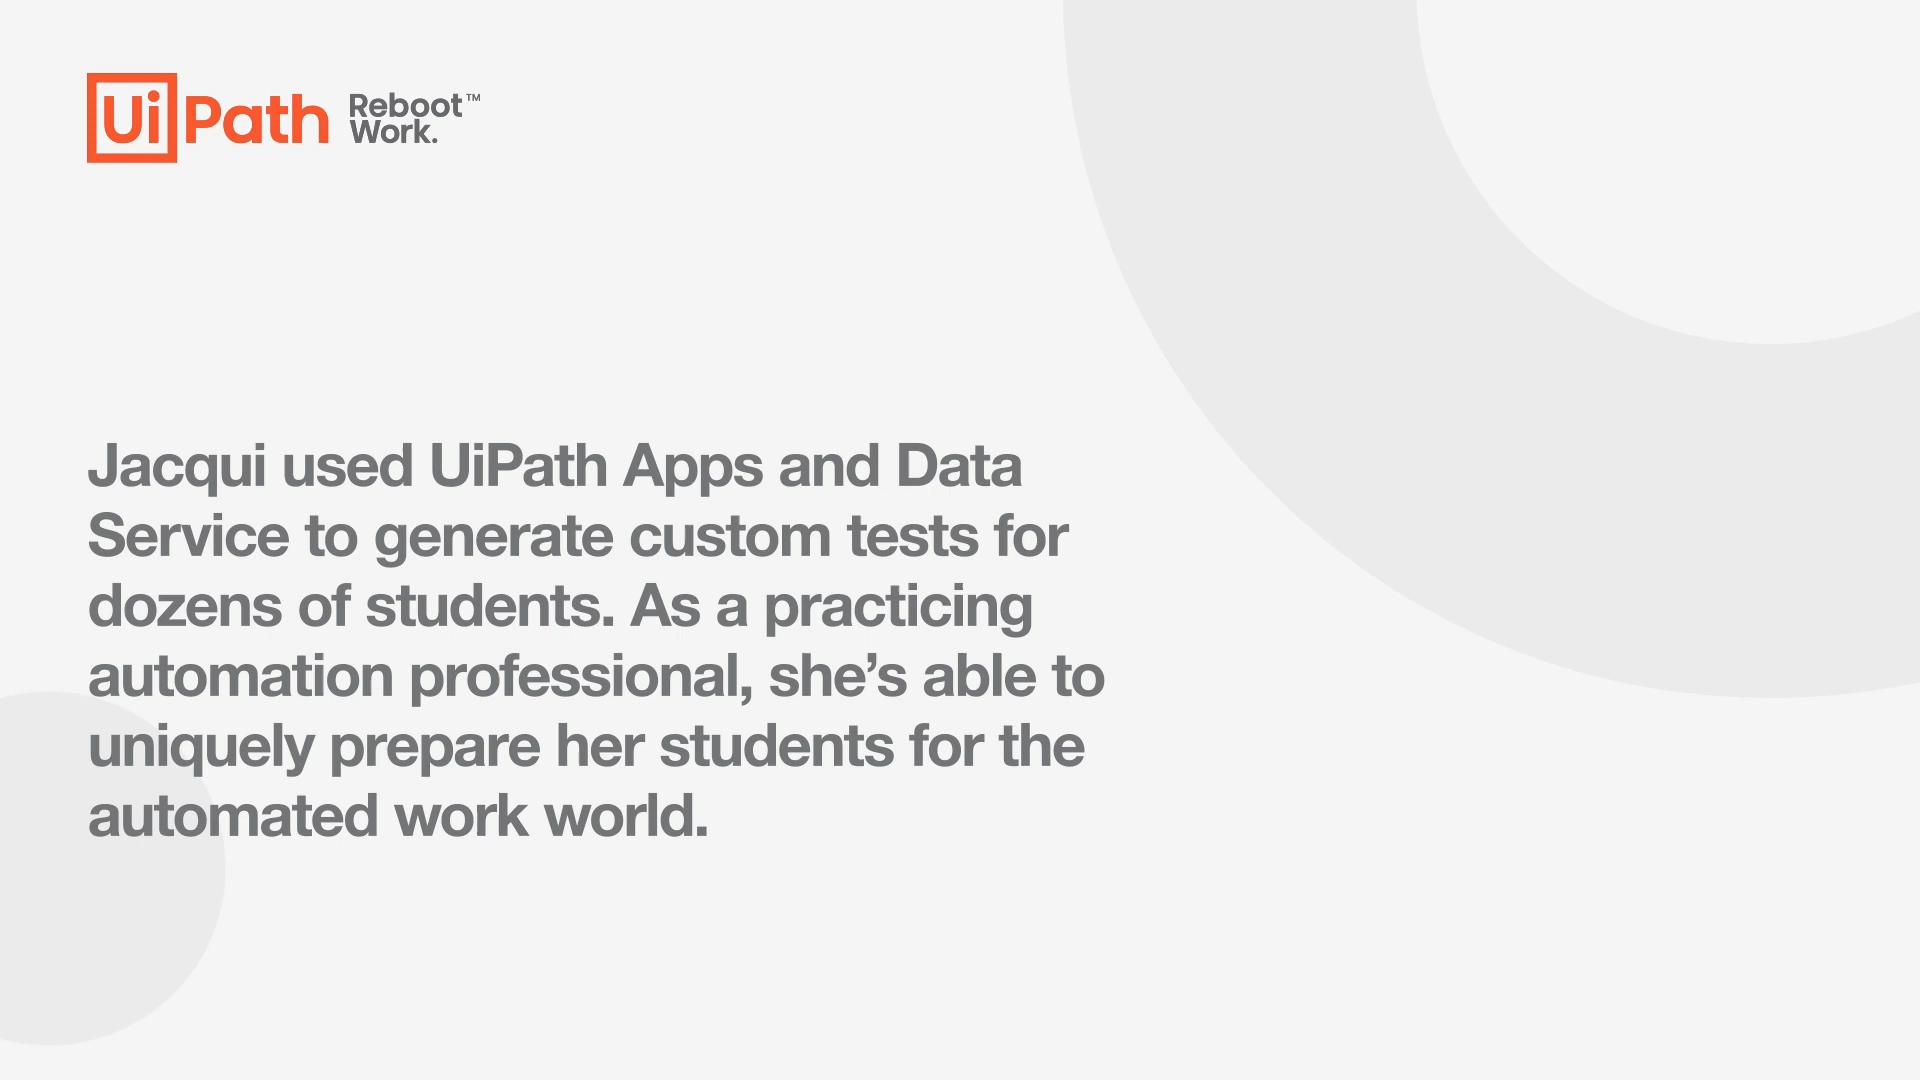 UiPath Reboot™
Work.
Jacqui used UiPath Apps and Data
Service to generate custom tests for
dozens of students. As a practicing
automation professional, she’s able to
uniquely prepare her students for the
automated work world.